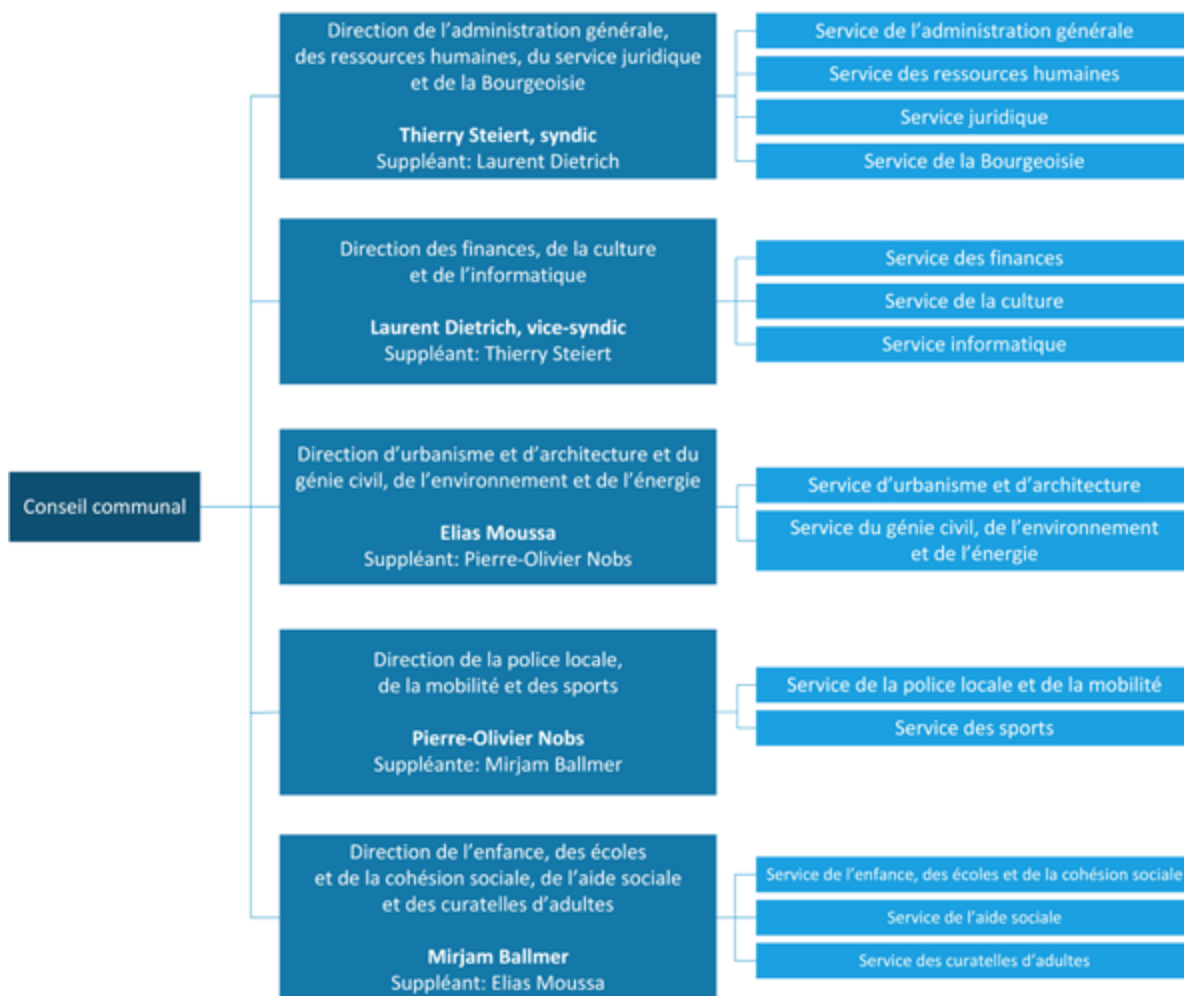 Conseil communal
Direction de l’administration générale,
des ressources humaines, du service juridique
et de la Bourgeoisie
Thierry Steiert, syndic
Suppléant: Laurent Dietrich
Service de l’administration générale
Service des ressources humaines
Service juridique
Service de la Bourgeoisie
Direction des finances, de la culture
et de l’informatique
Laurent Dietrich, vice-syndic
Suppléant: Thierry Steiert
Service des finances
Service de la culture
Service informatique
Direction d’urbanisme et d’architecture et du
génie civil, de l’environnement et de l’énergie
Elias Moussa
Suppléant: Pierre-Olivier Nobs
Service d’urbanisme et d’architecture
Service du génie civil, de l’environnement
et de l’énergie
Direction de la police locale,
de la mobilité et des sports
Pierre-Olivier Nobs
Suppléante: Mirjam Ballmer
Service de la police locale et de la mobilité
Service des sports
Direction de l’enfance, des écoles
et de la cohésion sociale, de l’aide sociale
et des curatelles d’adultes
Mirjam Ballmer
Suppléant: Elias Moussa
Service de l’enfance, des écoles et de la cohésion sociale
Service de l’aide sociale
Service des curatelles d’adultes